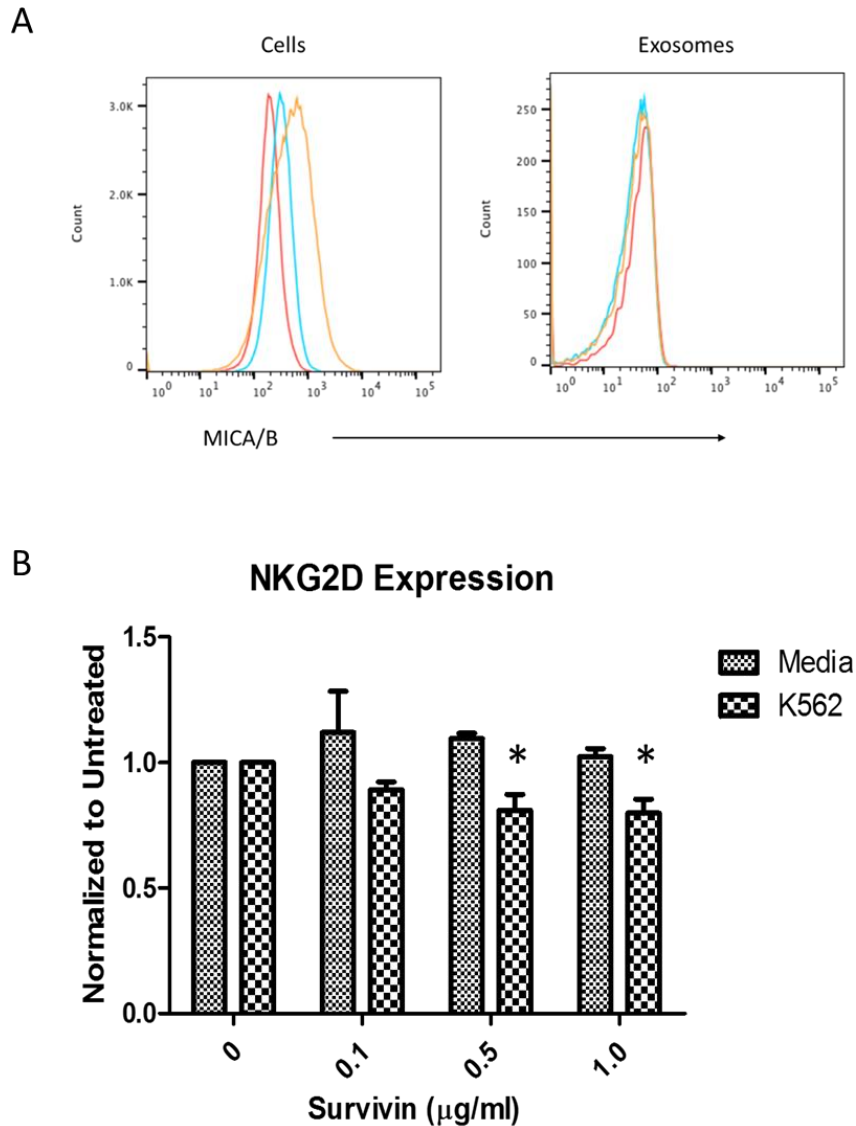 A
Cells
Exosomes
3.0K
2.0K
1.0K
0
Count
10^0 10^1 10^2 10^3 10^4 10^5
250
200
150
100
50
0
Count
10^0 10^1 10^2 10^3 10^4 10^5
MICA/B
B
NKG2D Expression
Normalized to Untreated
1.5
1.0
0.5
0.0
* *
Media
K562
0 0.1 0.5 1.0
Survivin (μg/ml)